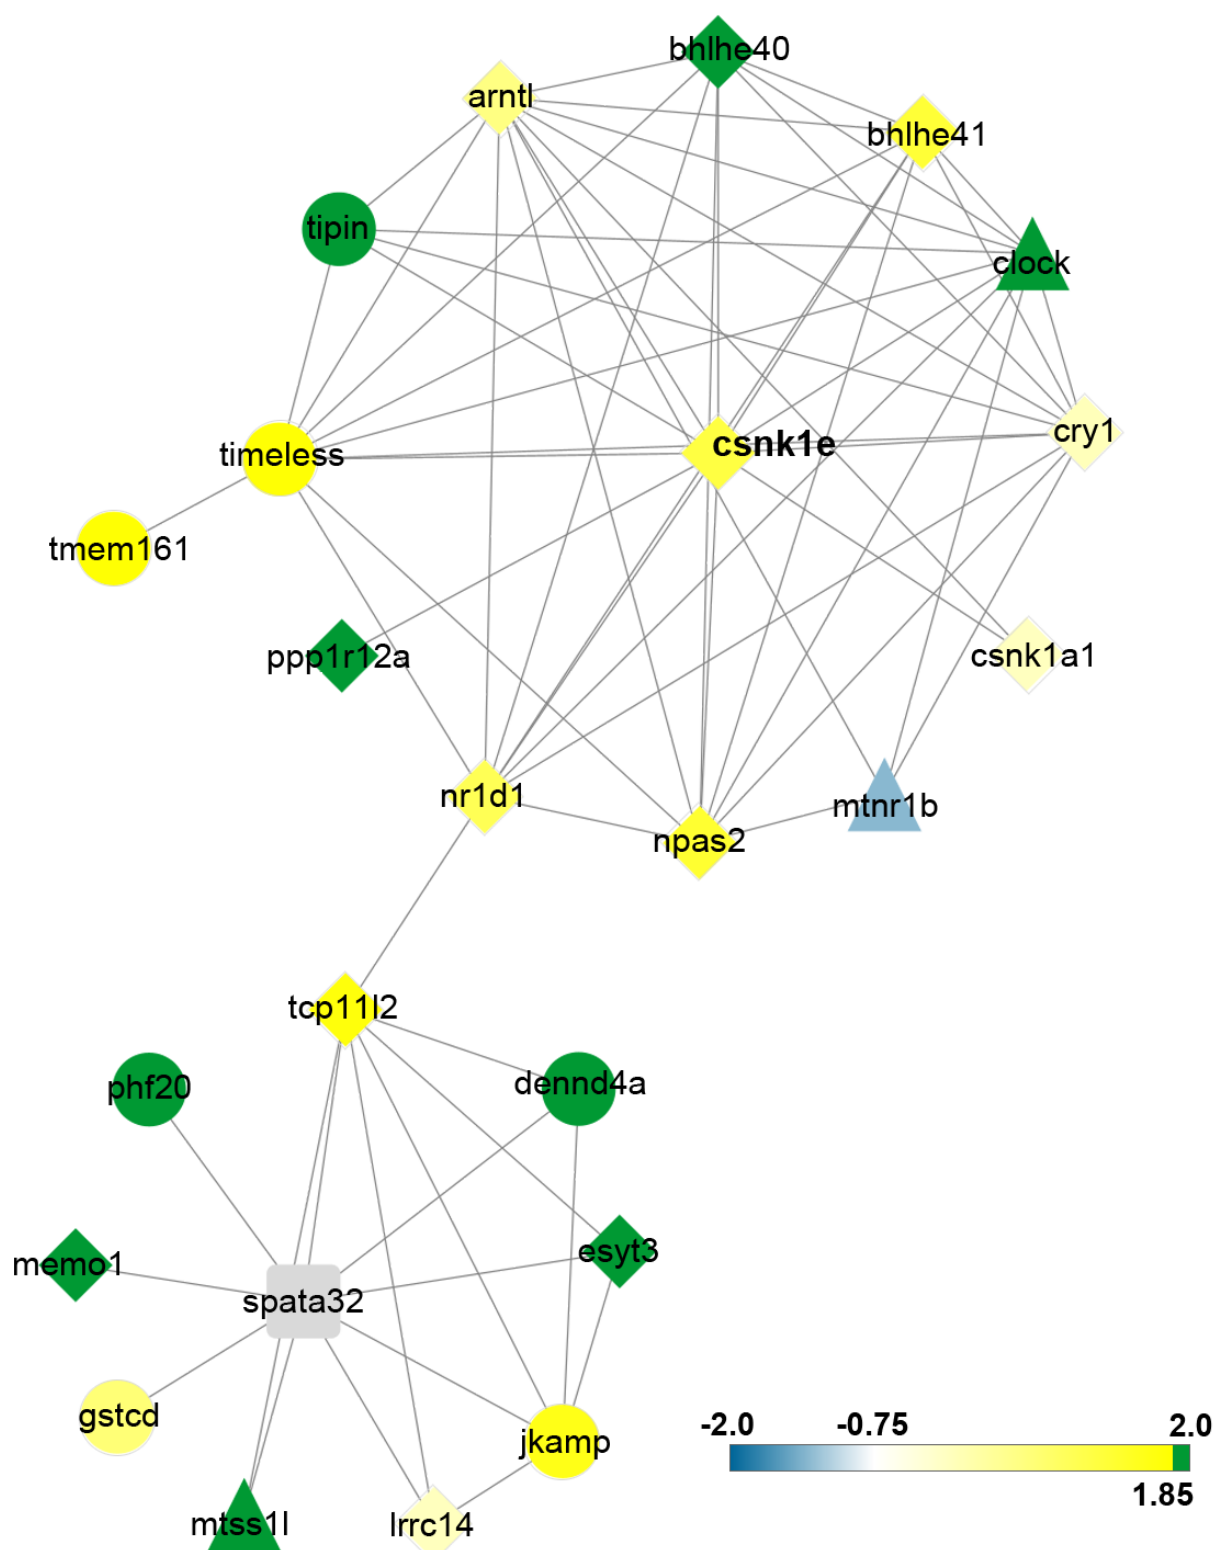 bhlhe40
arntl
bhlhe41
tipin
clock
cry1
csnk1e
timeless
tmem161
ppp1r12a
csnk1a1
nr1d1
mtnr1b
npas2
tcp11l2
phf20
dennd4a
memo1
esyt3
spata32
gstcd
jkamp
mtss1l
lrrc14
-2.0 -0.75 2.0
1.85